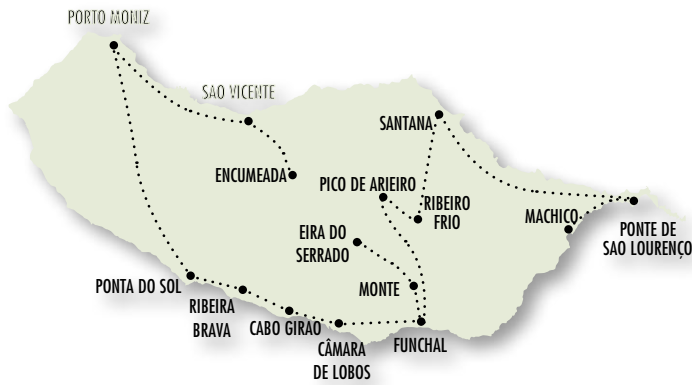 PORTO MONIZ
SAO VICENTE
SANTANA
ENCUMEADA
PICO DE ARIEIRO
RIBEIRO
FRIO
MACHICO
PONTE DE
SAO LOURENÇO
EIRA DO
SERRADO
MONTE
PONTA DO SOL
RIBEIRA
BRAVA
CABO GIRAO
CÂMARA
DE LOBOS
FUNCHAL